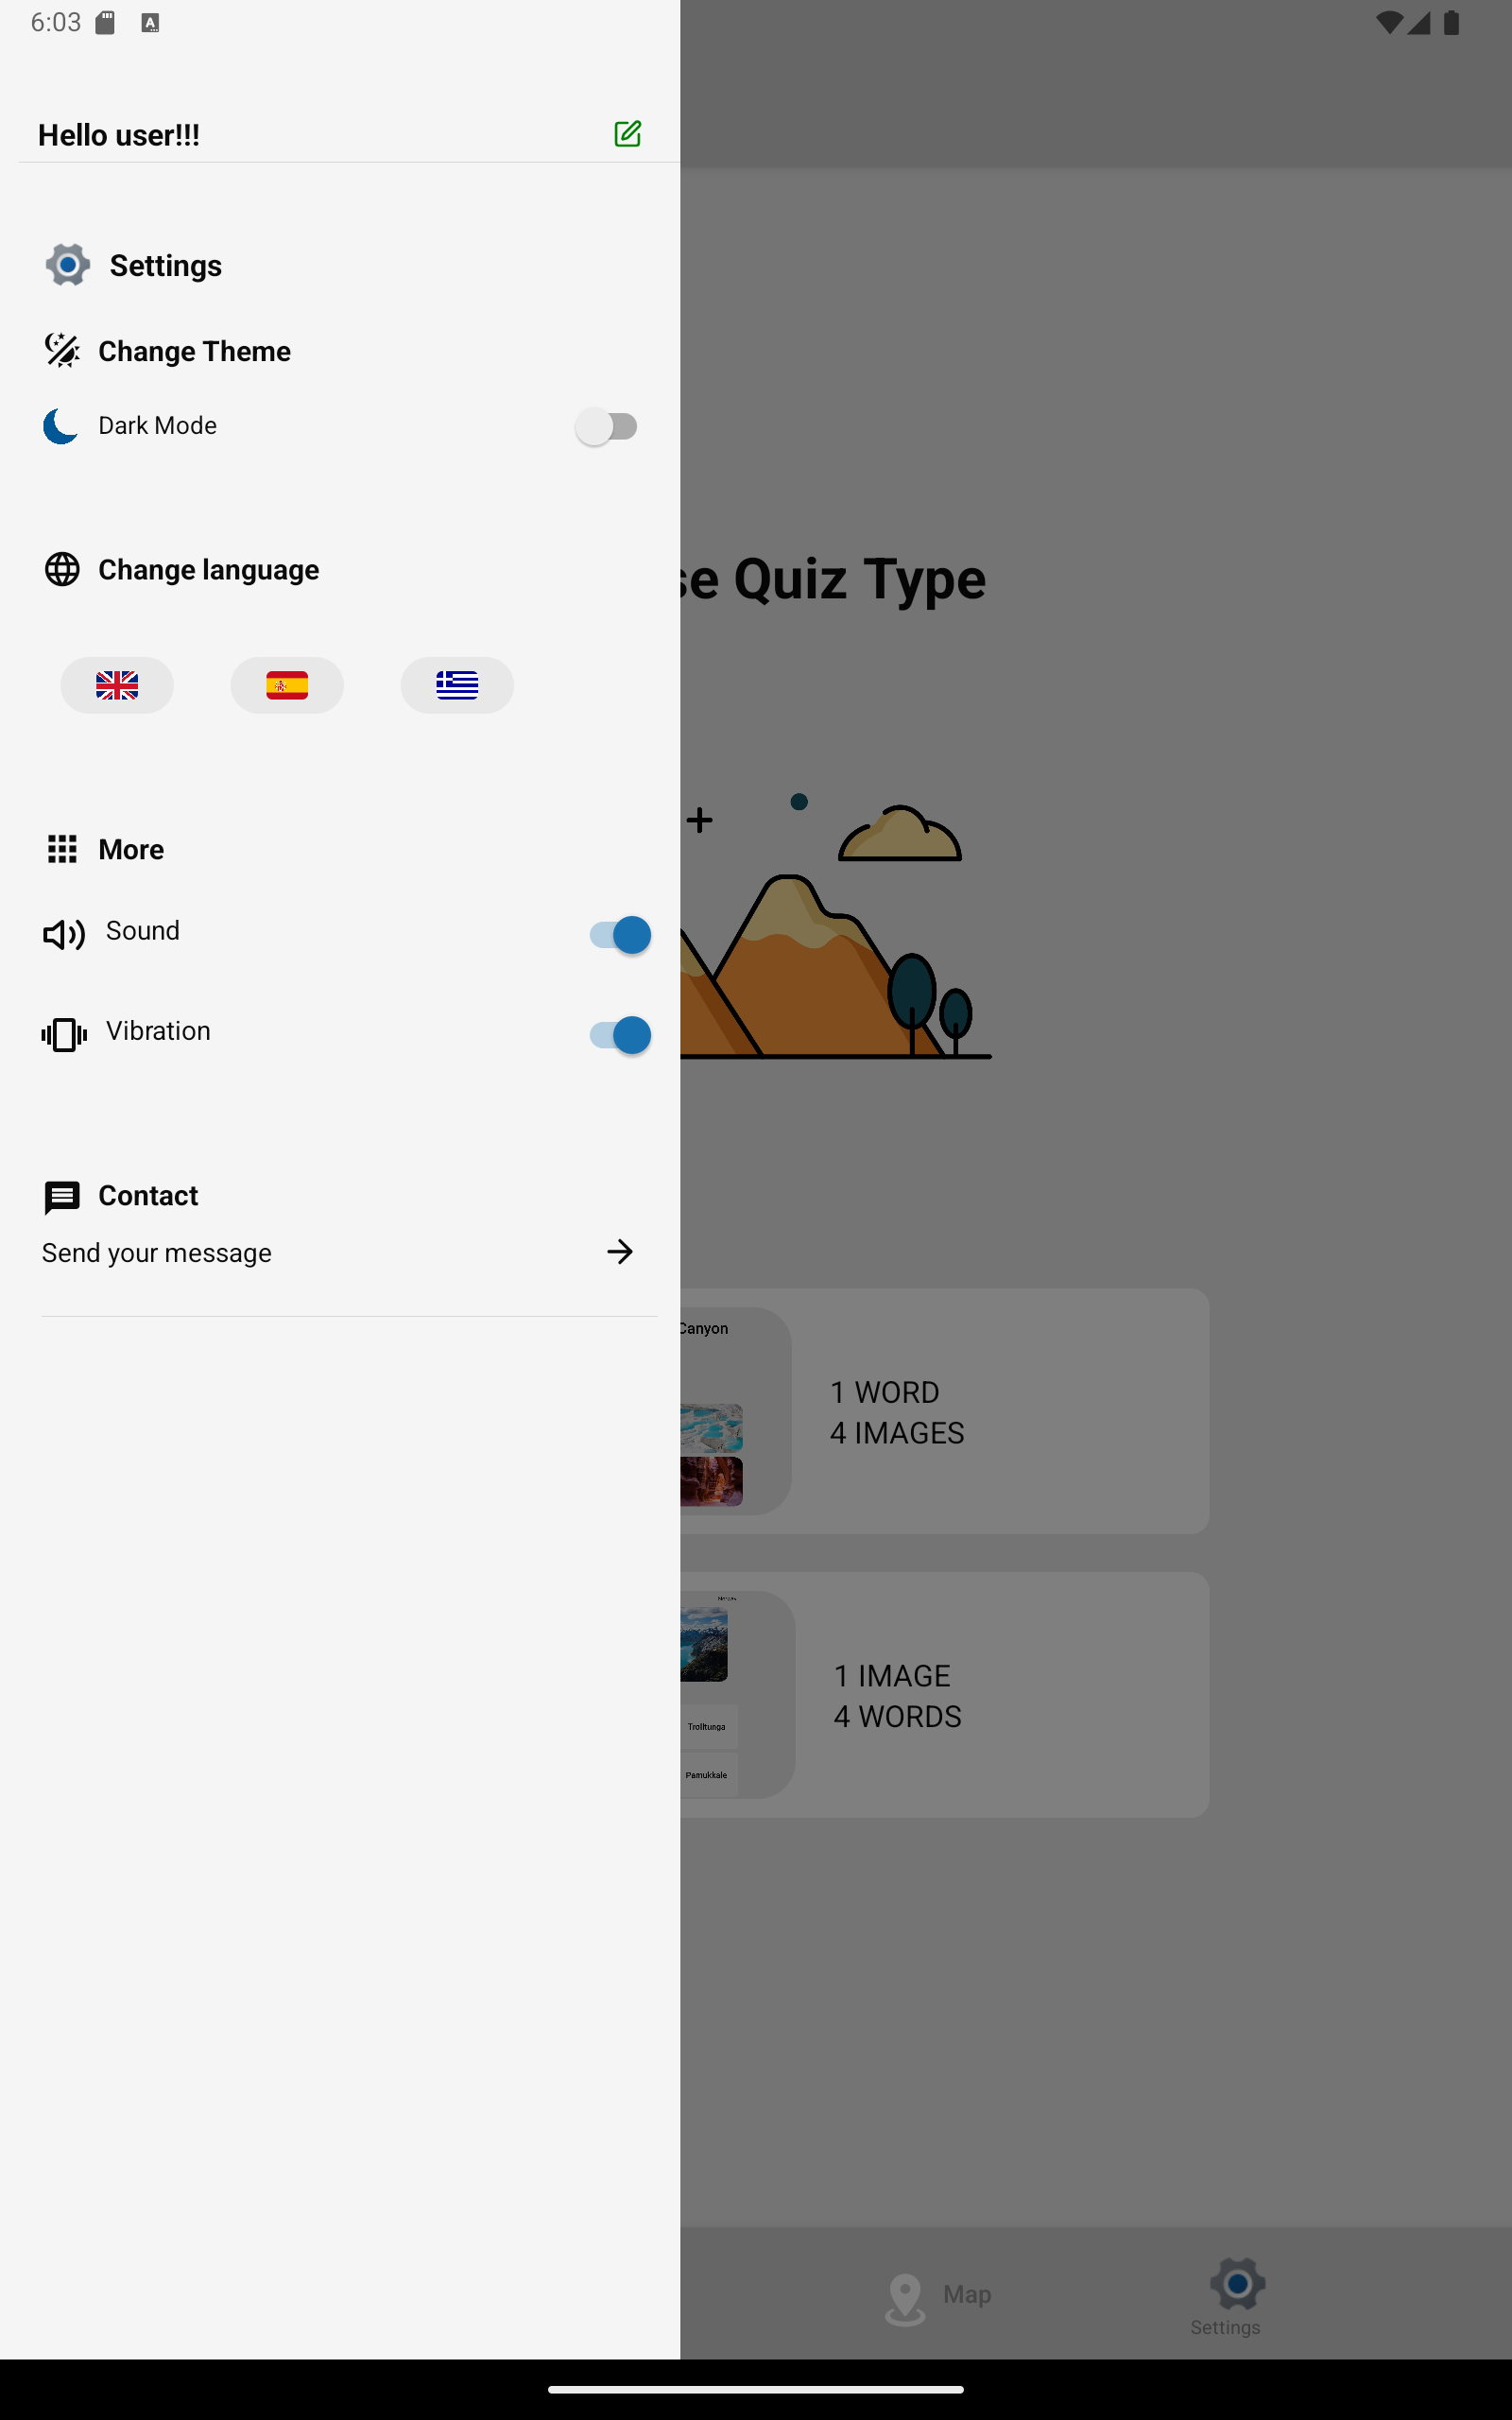 6:03
Hello user!!!
Settings
Change Theme
Dark Mode
Change language
se Quiz Type
More
Sound
Vibration
Contact
Send your message
Canyon
1 WORD
4 IMAGES
1 IMAGE
4 WORDS
Trolltunga
Pamukkale
Map
Settings